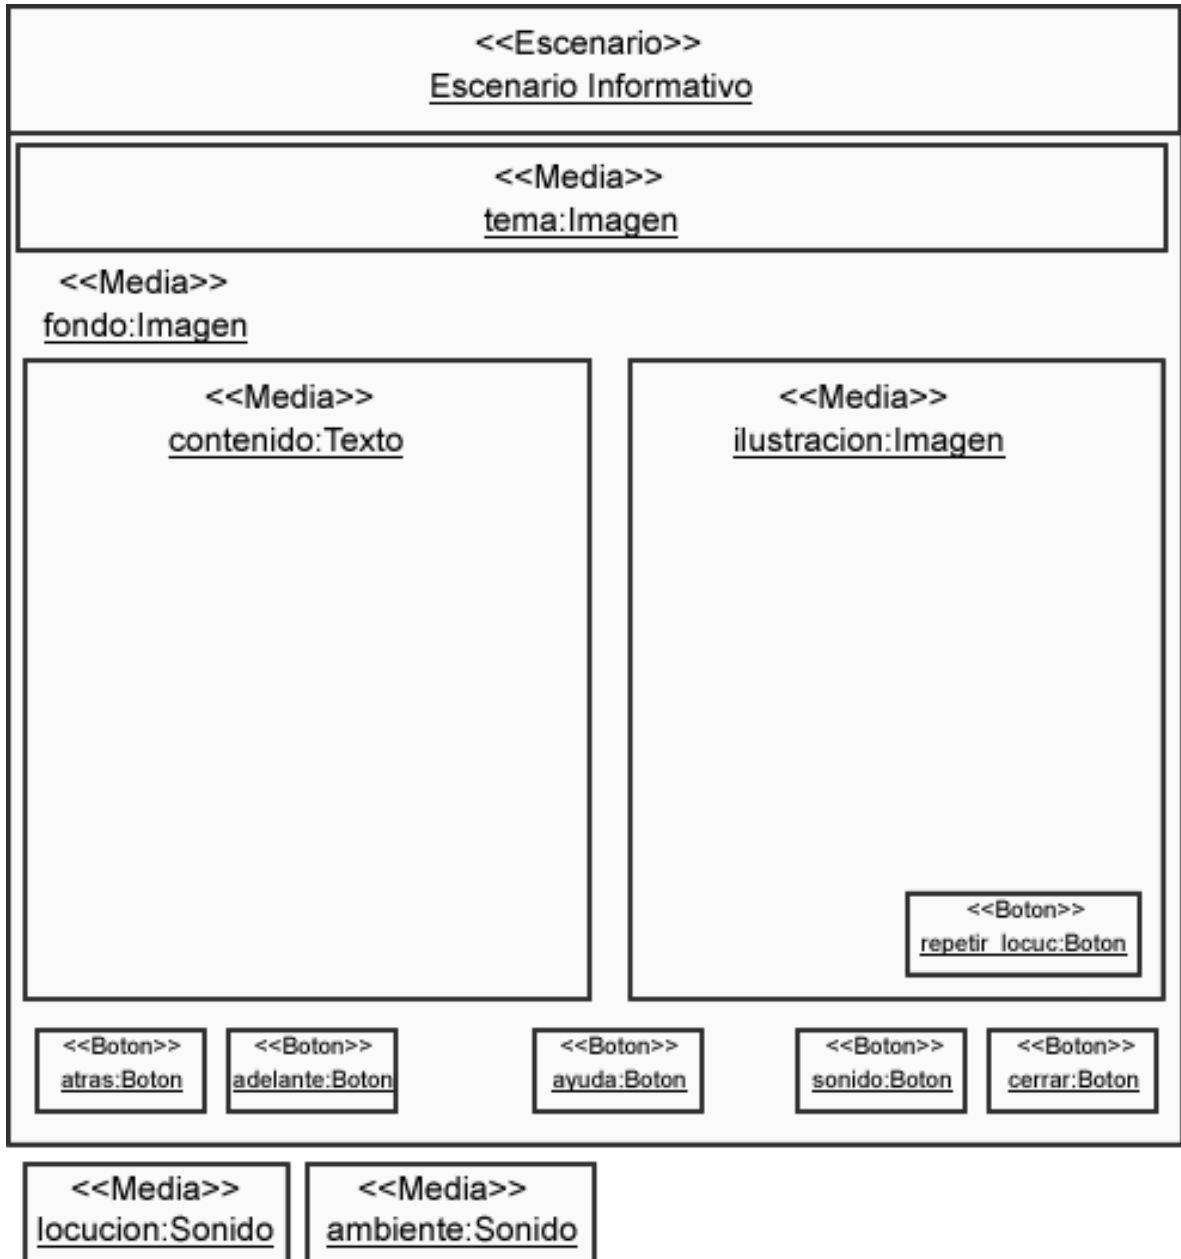 <<Escenario>>
Escenario Informativo
<<Media>>
tema:Imagen
<<Media>>
fondo:Imagen
<<Media>>
contenido:Texto
<<Media>>
ilustracion:Imagen
<<Boton>>
repetir_locuc:Boton
<<Boton>>
atras:Boton
<<Boton>>
adelante:Boton
<<Boton>>
ayuda:Boton
<<Boton>>
sonido:Boton
<<Boton>>
cerrar:Boton
<<Media>>
locucion:Sonido
<<Media>>
ambiente:Sonido